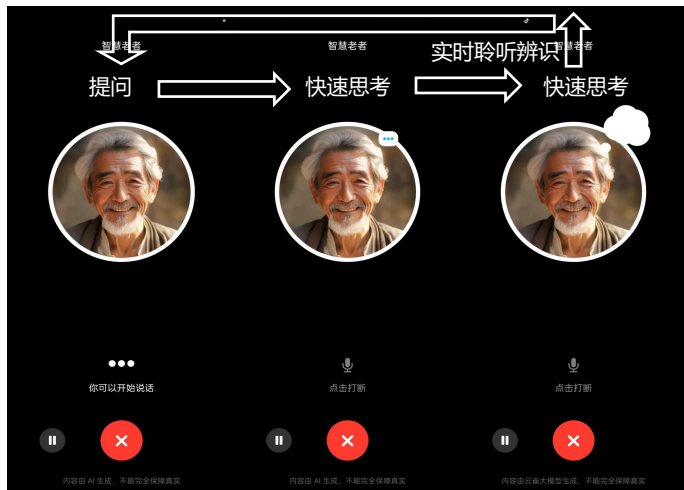 智慧老者
智慧老者
智慧老者
实时聆听辨识
提问
快速思考
快速思考
你可以开始说话
点击打断
点击打断
内容由 AI 生成，不能完全保障真实
内容由 AI 生成，不能完全保障真实
内容由云雀大模型生成，不能完全保障真实